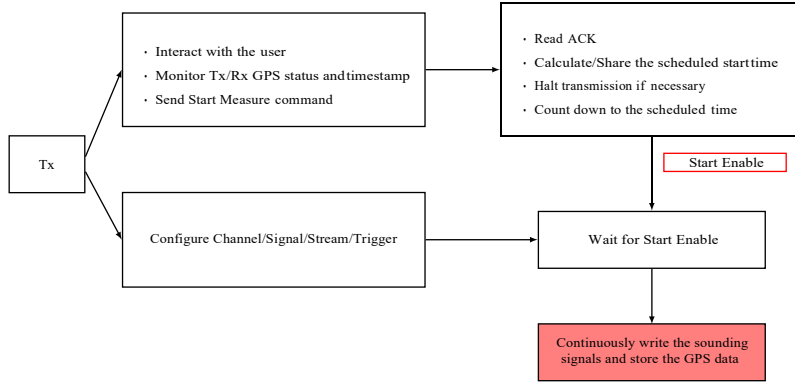 · Interact with the user
· Monitor Tx/Rx GPS status and timestamp
· Send Start Measure command
· Read ACK
· Calculate/Share the scheduled start time
· Halt transmission if necessary
· Count down to the scheduled time
Tx
Start Enable
Configure Channel/Signal/Stream/Trigger
Wait for Start Enable
Continuously write the sounding
signals and store the GPS data